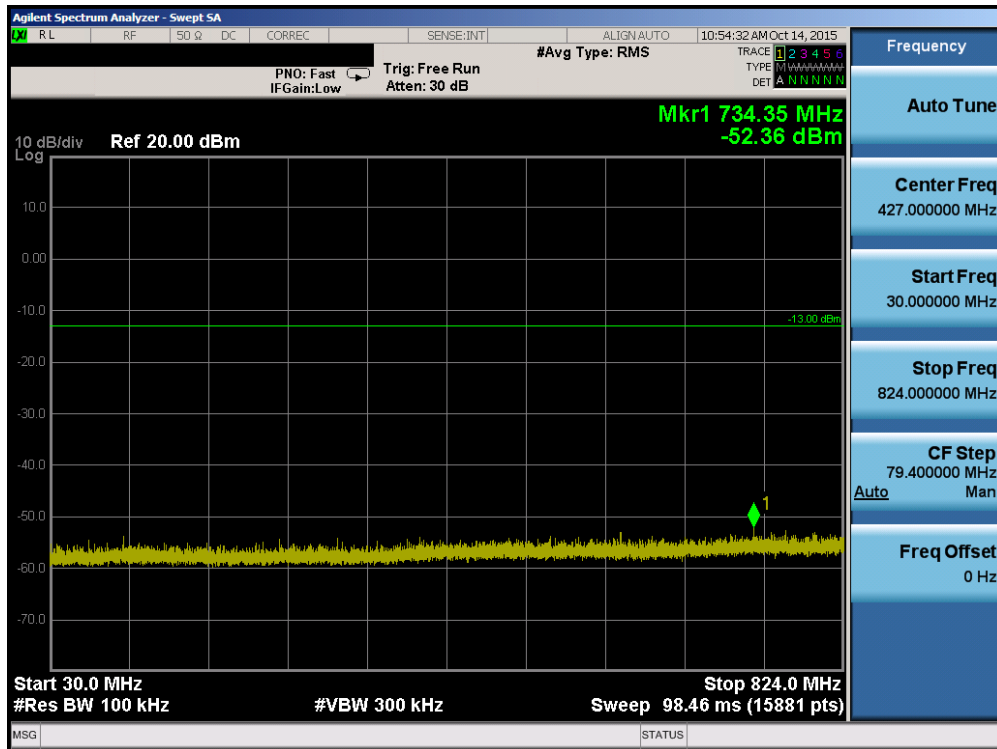 Agilent Spectrum Analyzer - Swept SA
LXI RL RF 50 Ω DC CORREC SENSE:INT ALIGN AUTO 10:54:32 AM Oct 14, 2015
PNO: Fast
IFGain:Low
Trig: Free Run
Atten: 30 dB
#Avg Type: RMS
TRACE 1 2 3 4 5 6
TYPE M WWWWW
DET A N N N N N
Mkr1 734.35 MHz
-52.36 dBm
10 dB/div Ref 20.00 dBm
Log
10.0
0.00
-10.0
-13.00 dBm
-20.0
-30.0
-40.0
-50.0
1
-60.0
-70.0
Start 30.0 MHz Stop 824.0 MHz
#Res BW 100 kHz #VBW 300 kHz Sweep 98.46 ms (15881 pts)
MSG STATUS
Frequency
Auto Tune
Center Freq
427.000000 MHz
Start Freq
30.000000 MHz
Stop Freq
824.000000 MHz
CF Step
79.400000 MHz
Auto Man
Freq Offset
0 Hz